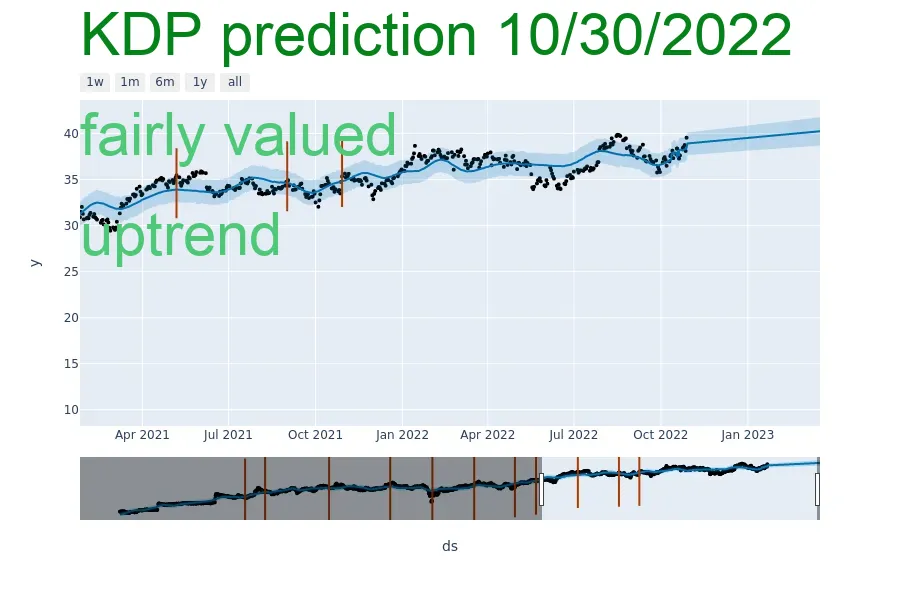 KDP prediction 10/30/2022
1w 1m 6m 1y all
fairly valued
uptrend
40
35
30
25
20
15
10
y
Apr 2021 Jul 2021 Oct 2021 Jan 2022 Apr 2022 Jul 2022 Oct 2022 Jan 2023
ds